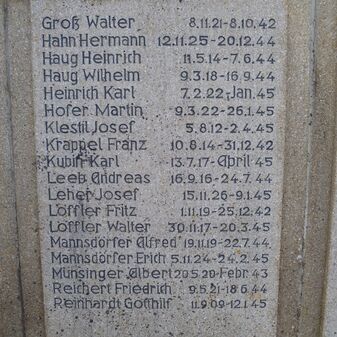 Groß Walter 8.11.21-8.10.42
Hahn Hermann 12.11.25-20.12.44
Haug Heinrich 11.5.14-7.6.44
Haug Wilhelm 9.3.18-16.9.44
Heinrich Karl 7.2.22-Jan.45
Hofer Martin 9.3.22-26.1.45
Klestil Josef 5.8.12-2.4.45
Krappel Franz 10.8.14-31.12.42
Kubin Karl 13.7.17-April 45
Leeb Andreas 16.9.16-24.7.44
Leher Josef 15.11.26-9.1.45
Löffler Fritz 1.11.19-25.12.42
Löffler Walter 30.11.17-20.3.45
Mannsdörfer Alfred 19.11.19-22.7.44
Mannsdörfer Erich 5.11.24-24.2.45
Münsinger Albert 20.5.20-Febr.43
Reichert Friedrich 9.5.21-18.6.44
Reinhardt Gotthilf 11.9.09-12.1.45